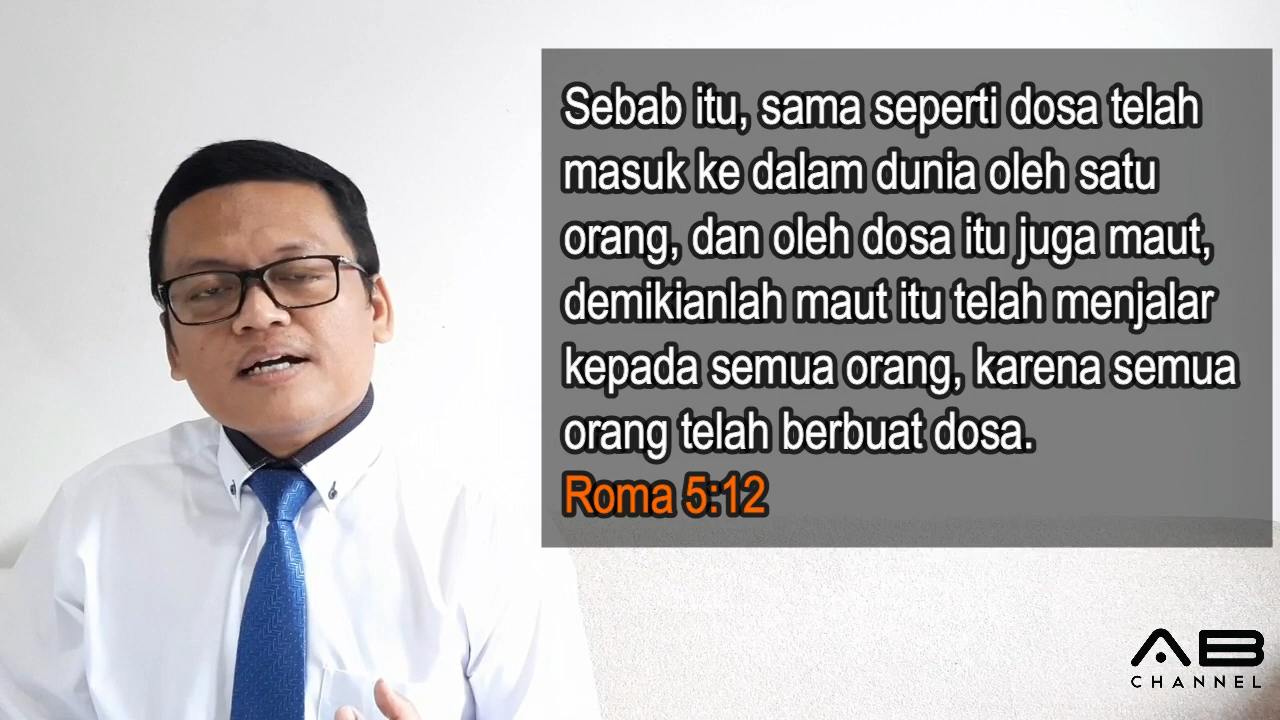 Sebab itu, sama seperti dosa telah
masuk ke dalam dunia oleh satu
orang, dan oleh dosa itu juga maut,
demikianlah maut itu telah menjalar
kepada semua orang, karena semua
orang telah berbuat dosa.
Roma 5:12
AB
CHANNEL